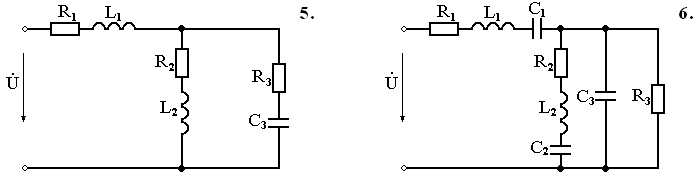 R₁ L₁ 5.
R₂
R₃
U̇
L₂
C₃
R₁ L₁ C₁ 6.
R₂
U̇
C₃ R₃
L₂
C₂